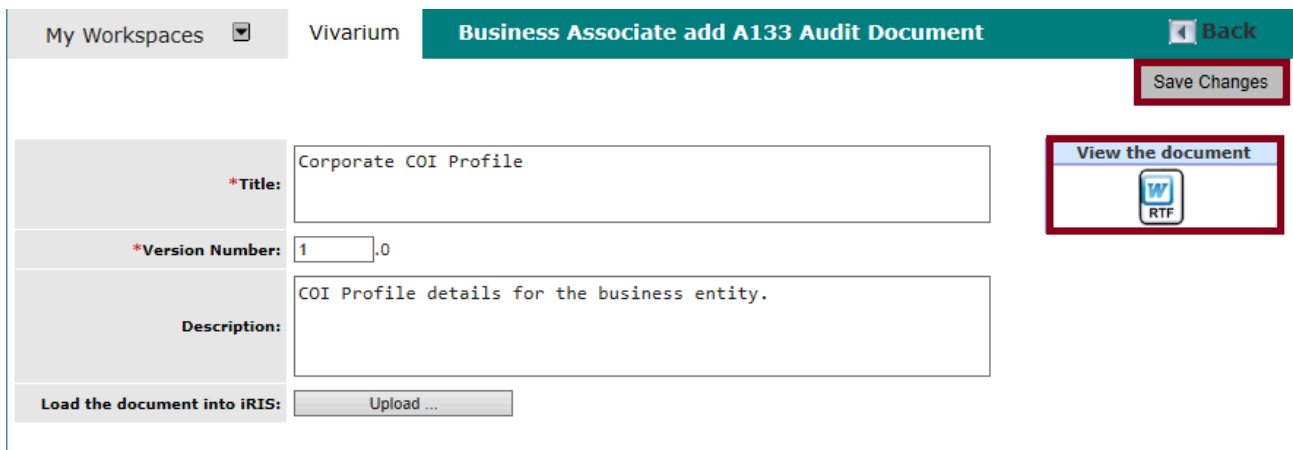 My Workspaces Vivarium Business Associate add A133 Audit Document Back
Save Changes
*Title: Corporate COI Profile
View the document
W
RTF
*Version Number: 1 .0
Description: COI Profile details for the business entity.
Load the document into iRIS: Upload ...